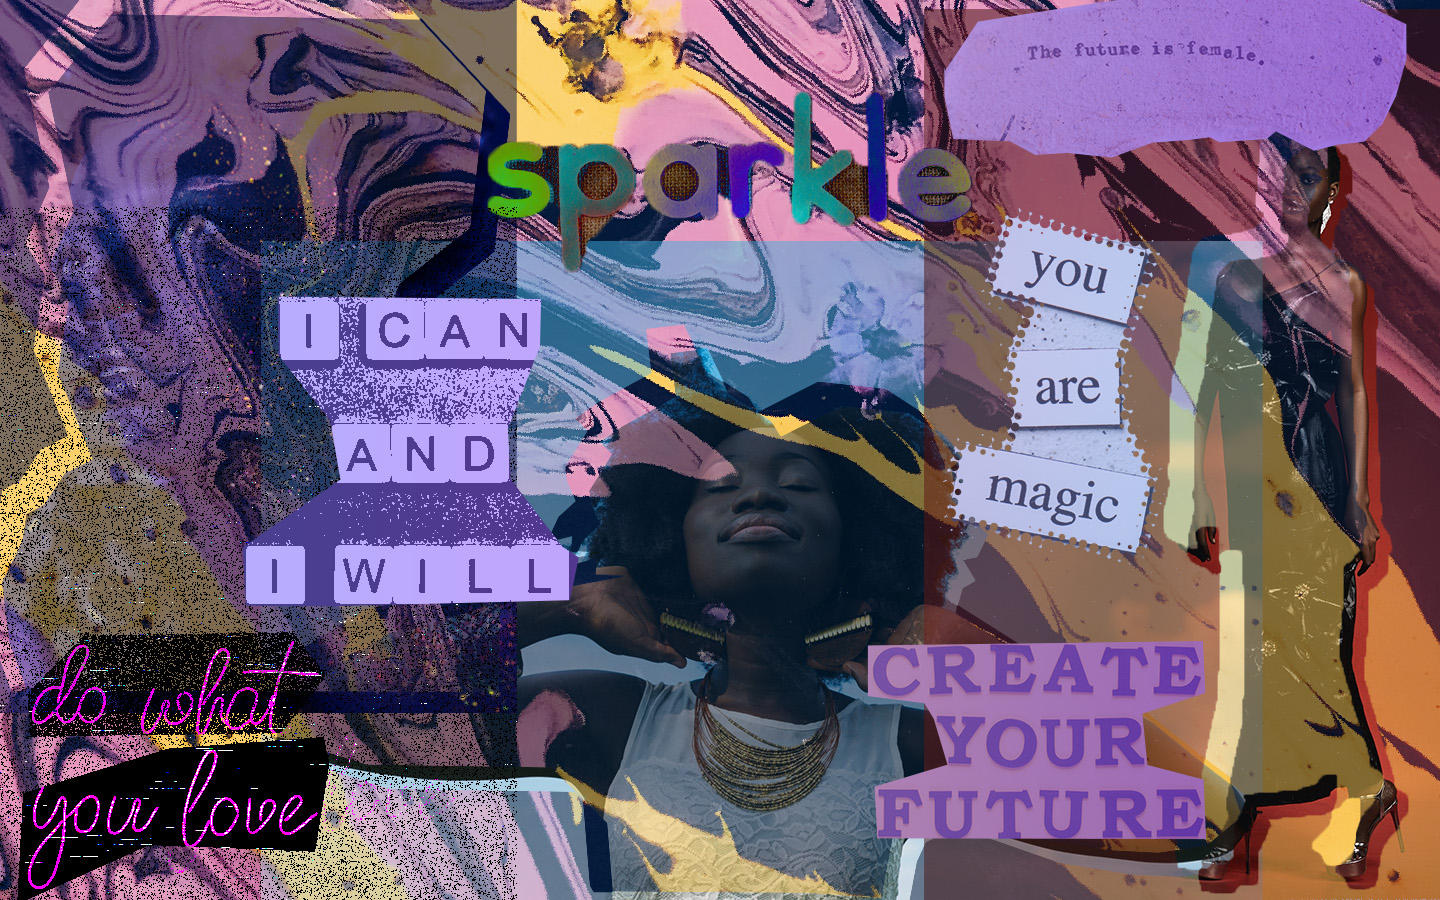 The future is female.
sparkle
you
are
magic
I CAN
AND
I WILL
do what
you love
CREATE
YOUR
FUTURE